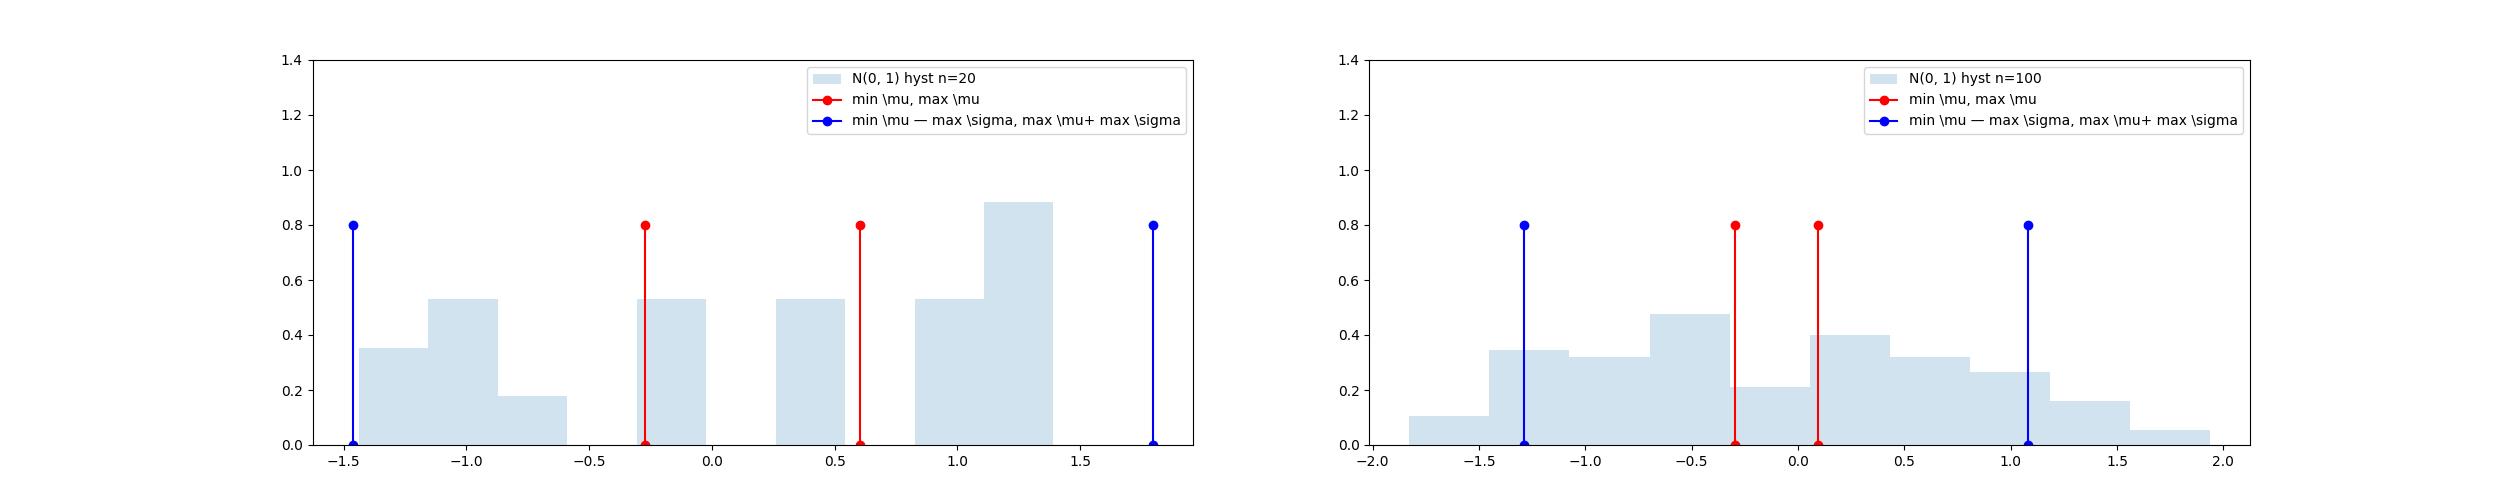 1.4
1.2
1.0
0.8
0.6
0.4
0.2
0.0
−1.5 −1.0 −0.5 0.0 0.5 1.0 1.5
N(0, 1) hyst n=20
min \mu, max \mu
min \mu — max \sigma, max \mu+ max \sigma
1.4
1.2
1.0
0.8
0.6
0.4
0.2
0.0
−2.0 −1.5 −1.0 −0.5 0.0 0.5 1.0 1.5 2.0
N(0, 1) hyst n=100
min \mu, max \mu
min \mu — max \sigma, max \mu+ max \sigma